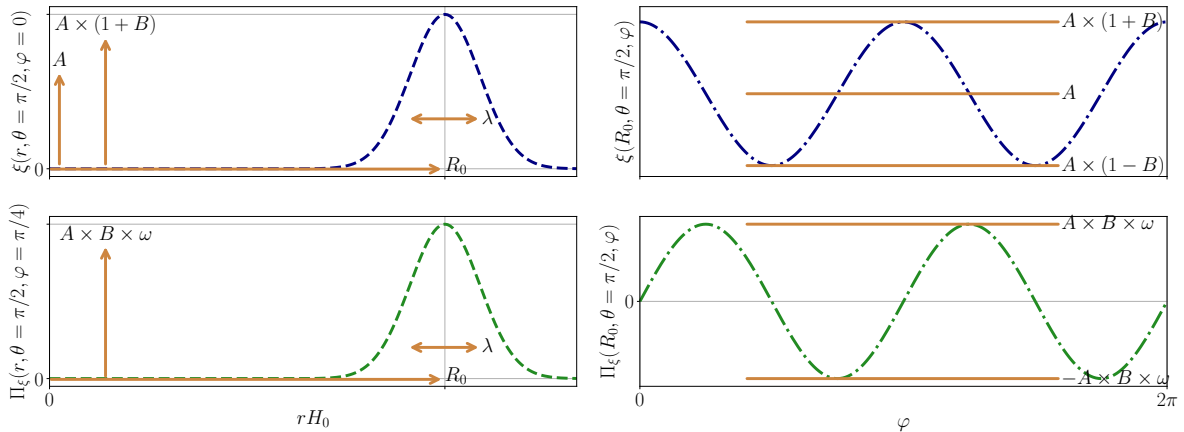 ξ(r, θ = π/2, φ = 0)
A × (1 + B)
A
λ
R₀
0
ξ(R₀, θ = π/2, φ)
A × (1 + B)
A
A × (1 − B)
Π_ξ(r, θ = π/2, φ = π/4)
A × B × ω
λ
R₀
0
0
rH₀
Π_ξ(R₀, θ = π/2, φ)
A × B × ω
0
−A × B × ω
0
2π
φ